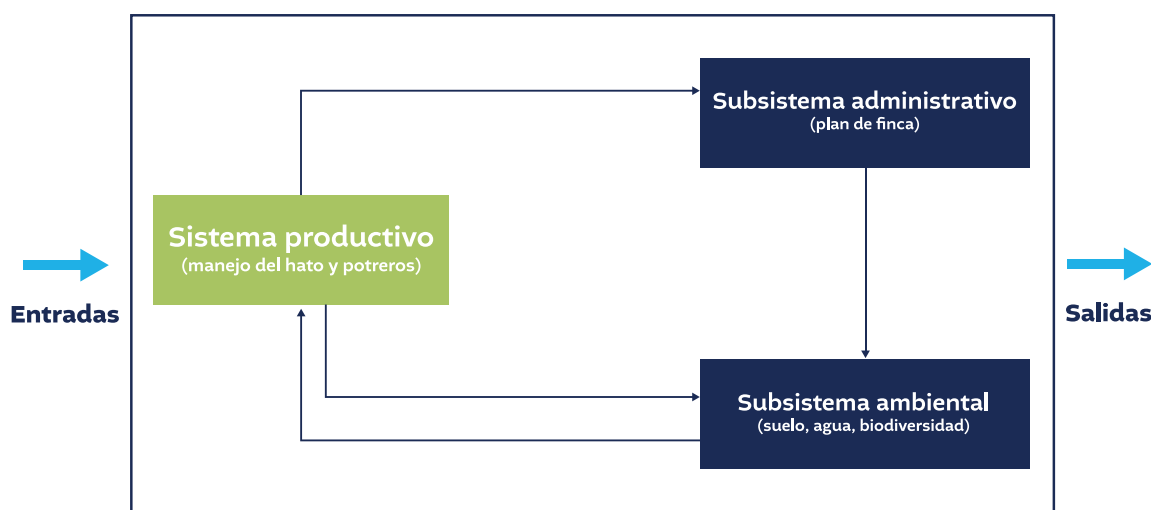 Subsistema administrativo
(plan de finca)
Sistema productivo
(manejo del hato y potreros)
Entradas
Salidas
Subsistema ambiental
(suelo, agua, biodiversidad)